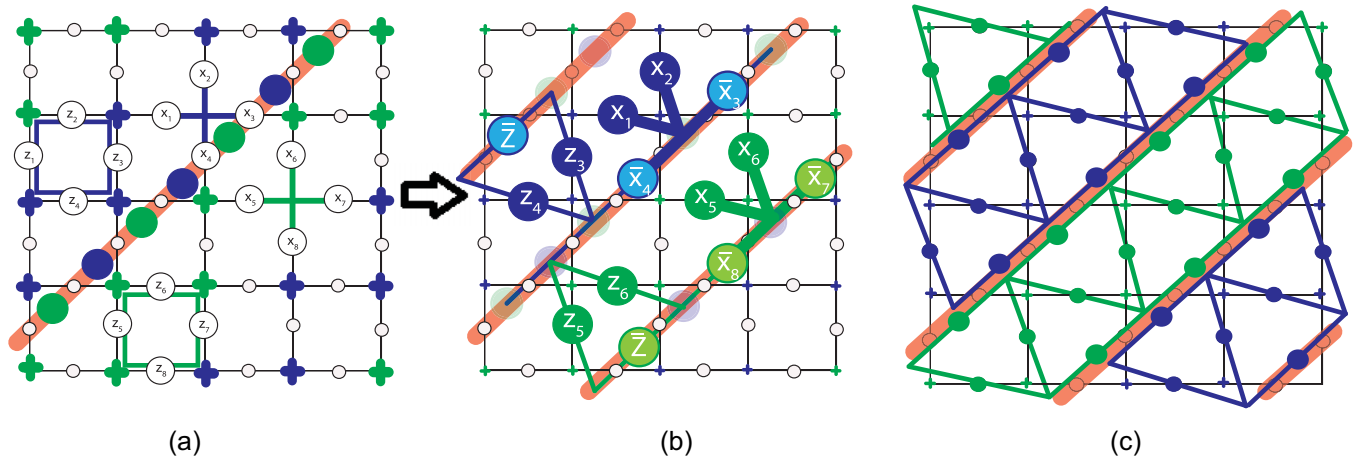 x₂
z₂ x₁ x₃
z₁ z₃ x₄ x₆
z₄ x₅ x₇
x₈
z₆
z₅ z₇
z₈
(a)
x₂ x̄₃
Z̄ x₁
z₃ x₆
z₄ x̄₄ x̄₇
x₅
z₆ x̄₈
z₅ Z̄
(b)
(c)